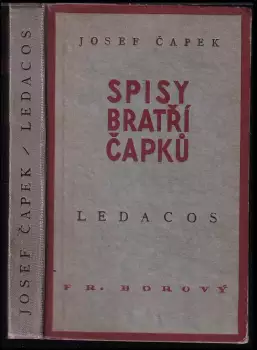 JOSEF ČAPEK / LEDACOS
JOSEF ČAPEK
SPISY
BRATŘÍ
ČAPKŮ
LEDACOS
FR. BOROVÝ